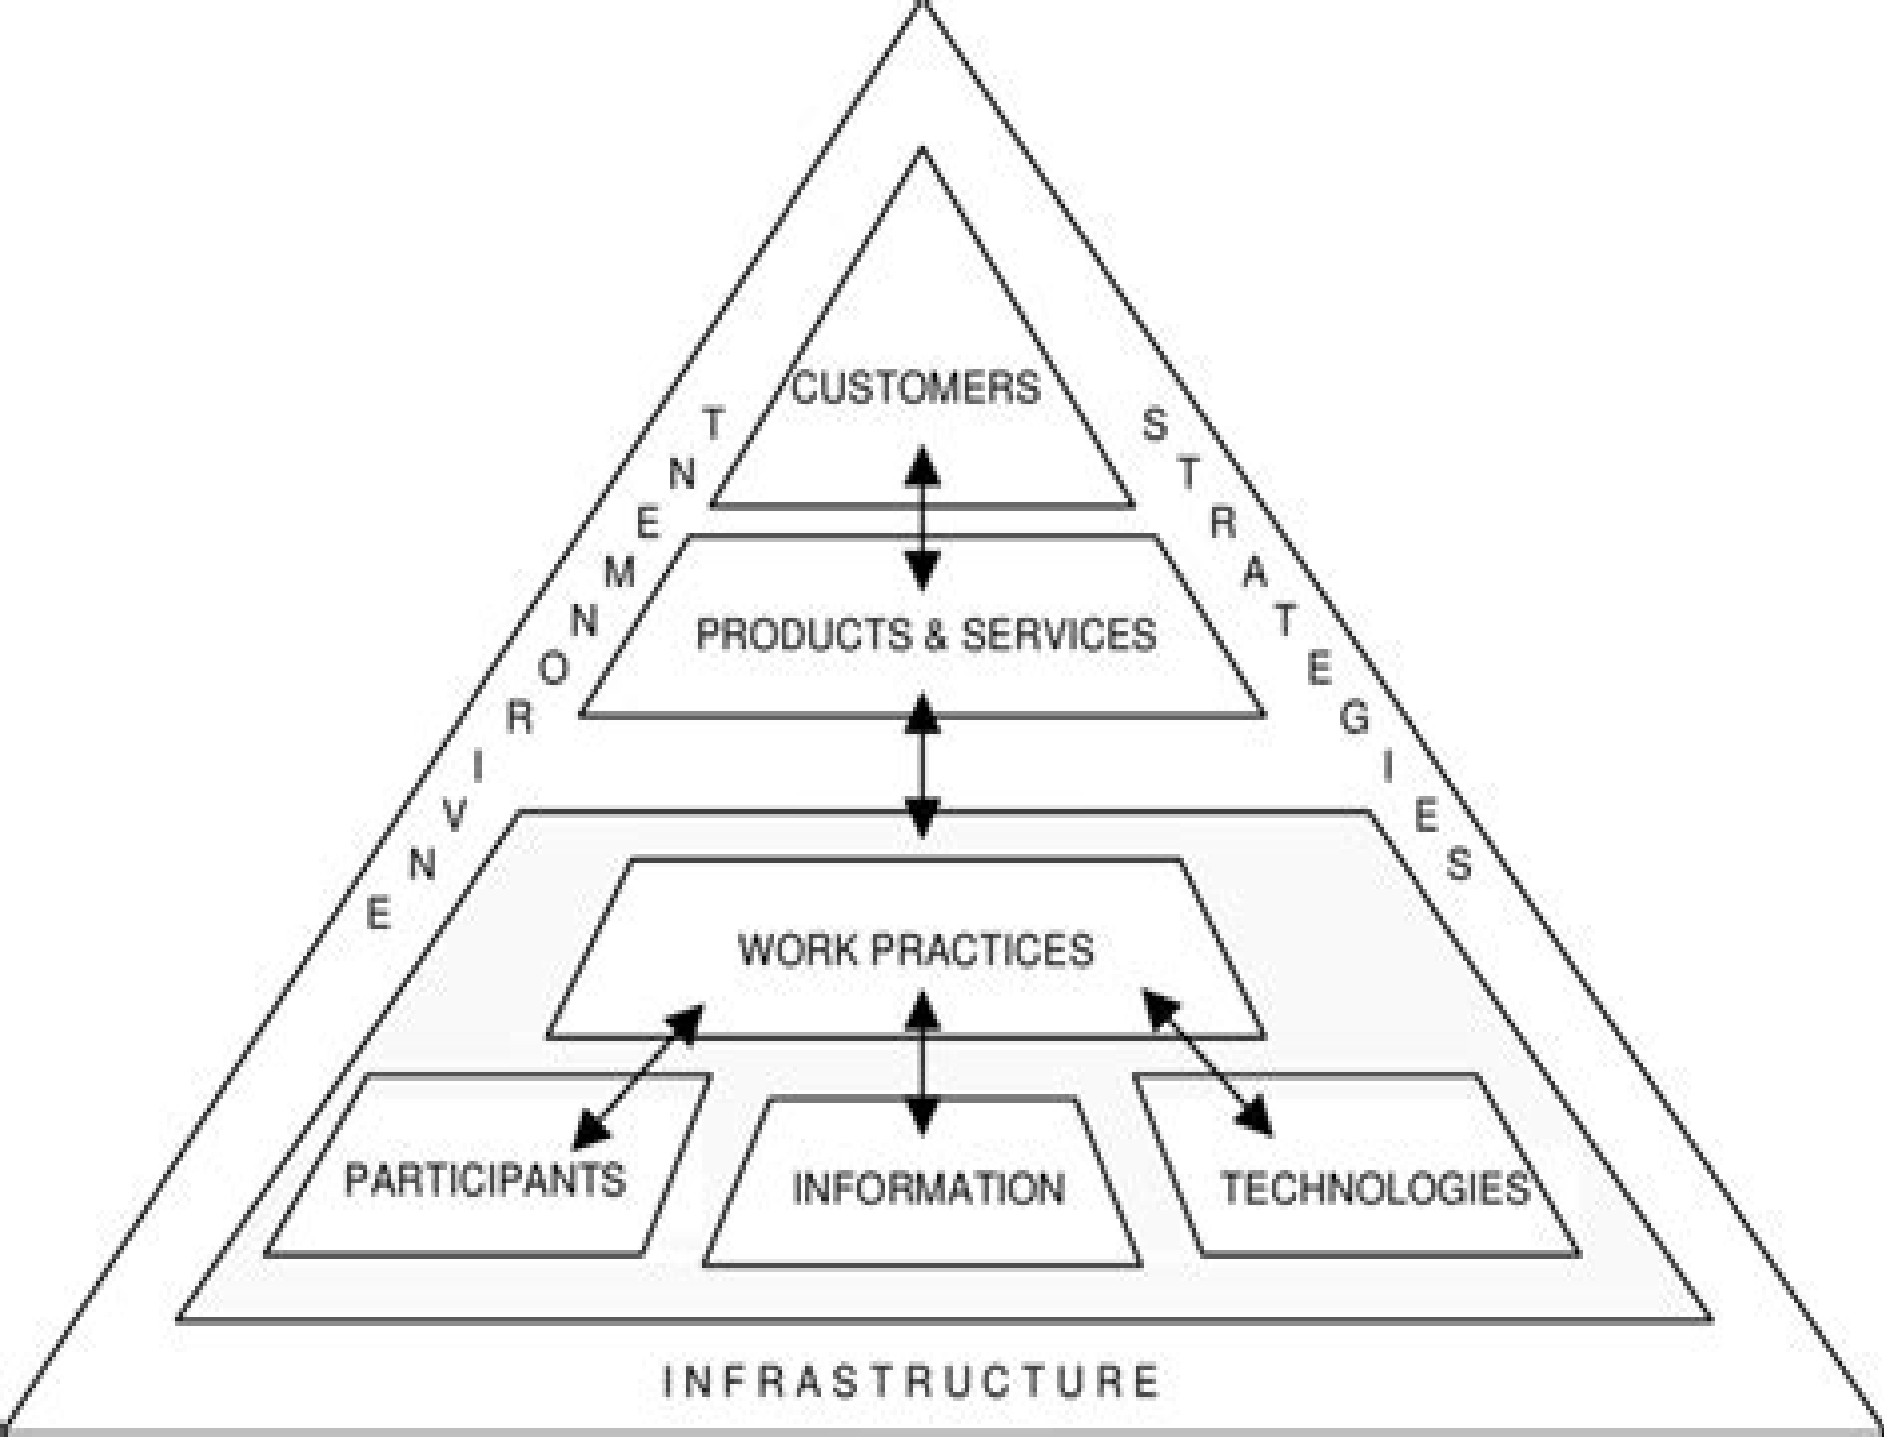 CUSTOMERS
PRODUCTS & SERVICES
WORK PRACTICES
PARTICIPANTS
INFORMATION
TECHNOLOGIES
ENVIRONMENT
STRATEGIES
INFRASTRUCTURE